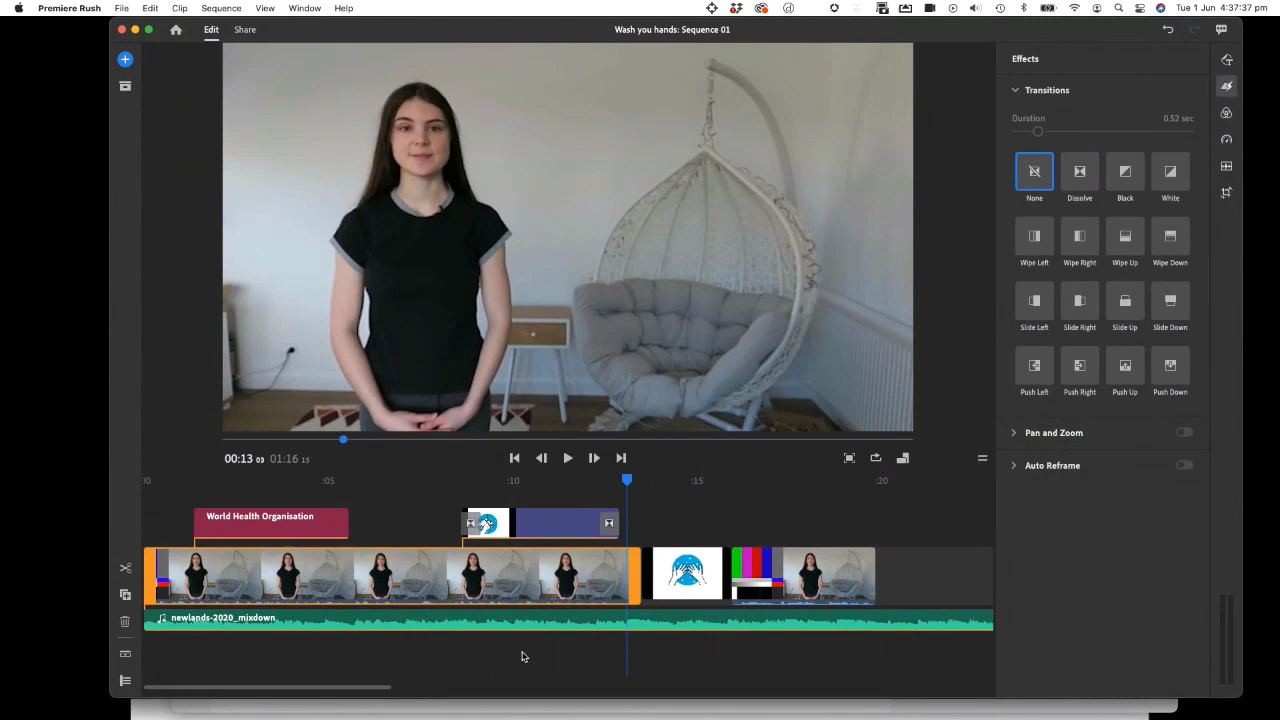 Premiere Rush File Edit Clip Sequence View Window Help Tue 1 Jun 4:37:37 pm
Edit Share Wash you hands: Sequence 01
Effects
Transitions
Duration 0.52 sec
None Dissolve Black White
Wipe Left Wipe Right Wipe Up Wipe Down
Slide Left Slide Right Slide Up Slide Down
Push Left Push Right Push Up Push Down
Pan and Zoom
Auto Reframe
00:13 03 01:16 15
:00 :05 :10 :15 :20
World Health Organisation
newlands-2020_mixdown